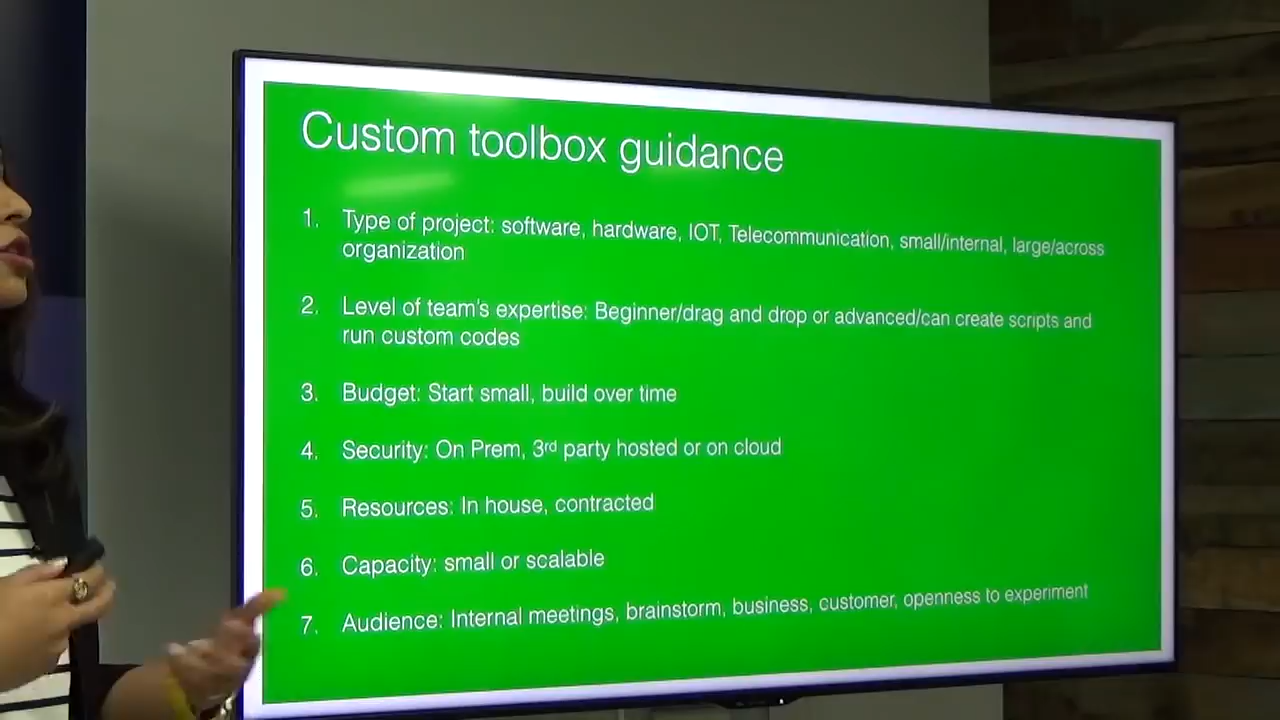 Custom toolbox guidance
1. Type of project: software, hardware, IOT, Telecommunication, small/internal, large/across
organization
2. Level of team's expertise: Beginner/drag and drop or advanced/can create scripts and
run custom codes
3. Budget: Start small, build over time
4. Security: On Prem, 3rd party hosted or on cloud
5. Resources: In house, contracted
6. Capacity: small or scalable
7. Audience: Internal meetings, brainstorm, business, customer, openness to experiment